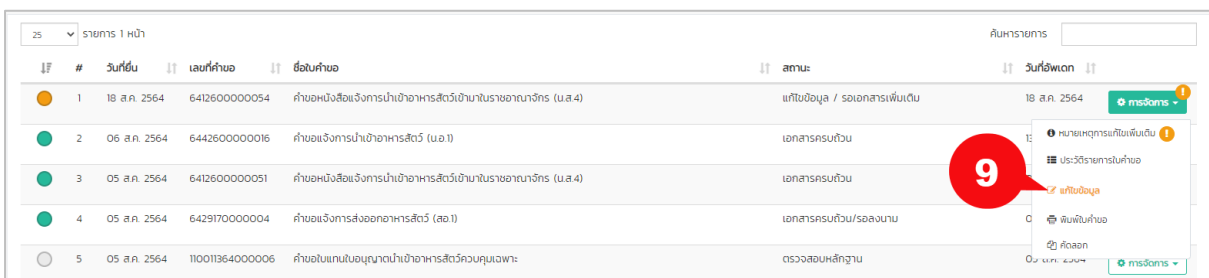 25 รายการ 1 หน้า ค้นหารายการ
# วันที่ยื่น เลขที่คำขอ ชื่อใบคำขอ สถานะ วันที่อัพเดท
1 18 ส.ค. 2564 6412600000054 คำขอหนังสือแจ้งการนำเข้าอาหารสัตว์เข้ามาในราชอาณาจักร (น.ส.4) แก้ไขข้อมูล / รอเอกสารเพิ่มเติม 18 ส.ค. 2564 การจัดการ !
2 06 ส.ค. 2564 6442600000016 คำขอแจ้งการนำเข้าอาหารสัตว์ (น.อ.1) เอกสารครบถ้วน
หมายเหตุการแก้ไขเพิ่มเติม !
ประวัติรายการใบคำขอ
3 05 ส.ค. 2564 6412600000051 คำขอหนังสือแจ้งการนำเข้าอาหารสัตว์เข้ามาในราชอาณาจักร (น.ส.4) เอกสารครบถ้วน
9
แก้ไขข้อมูล
4 05 ส.ค. 2564 6429170000004 คำขอแจ้งการส่งออกอาหารสัตว์ (สอ.1) เอกสารครบถ้วน/รอลงนาม
พิมพ์ใบคำขอ
คัดลอก
5 05 ส.ค. 2564 110011364000006 คำขอใบแทนใบอนุญาตนำเข้าอาหารสัตว์ควบคุมเฉพาะ ตรวจสอบหลักฐาน 05 ส.ค. 2564 การจัดการ